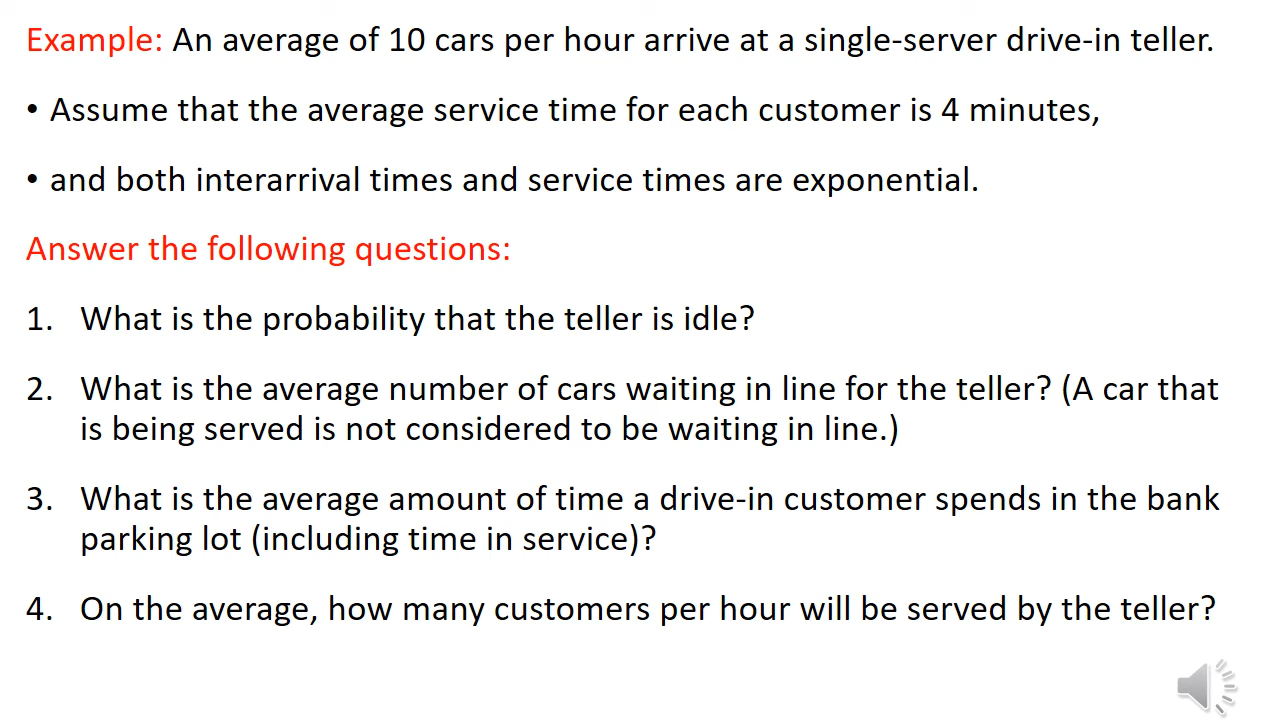 Example: An average of 10 cars per hour arrive at a single-server drive-in teller.
• Assume that the average service time for each customer is 4 minutes,
• and both interarrival times and service times are exponential.
Answer the following questions:
1. What is the probability that the teller is idle?
2. What is the average number of cars waiting in line for the teller? (A car that
is being served is not considered to be waiting in line.)
3. What is the average amount of time a drive-in customer spends in the bank
parking lot (including time in service)?
4. On the average, how many customers per hour will be served by the teller?